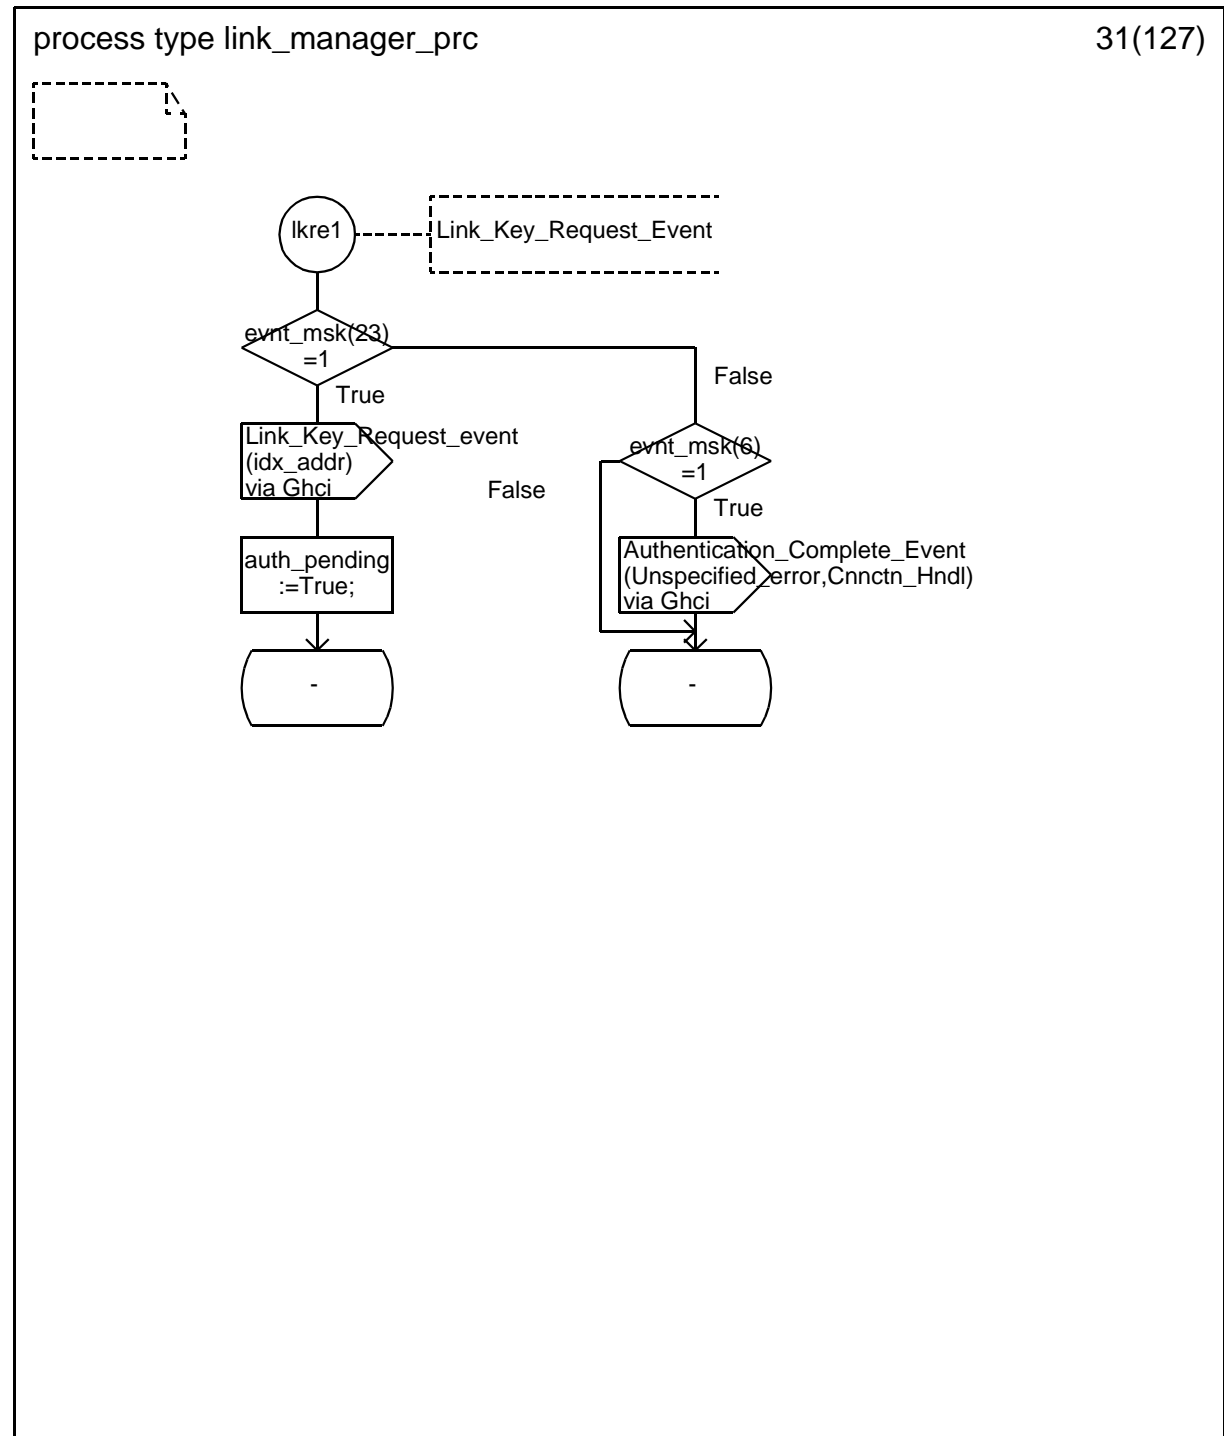 process type link_manager_prc
31(127)
lkre1
Link_Key_Request_Event
evnt_msk(23)
=1
True
False
Link_Key_Request_event
(idx_addr)
via Ghci
evnt_msk(6)
=1
False
True
auth_pending
:=True;
Authentication_Complete_Event
(Unspecified_error,Cnnctn_Hndl)
via Ghci
-
-